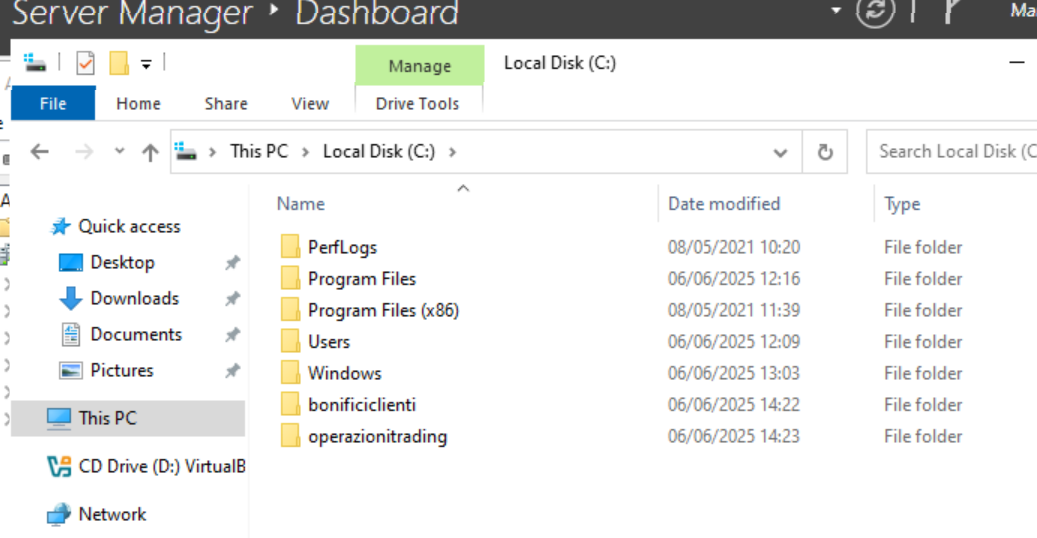 Server Manager ‣ Dashboard
Manage
Local Disk (C:)
File
Home
Share
View
Drive Tools
This PC > Local Disk (C:) >
Search Local Disk (C
Name
Date modified
Type
Quick access
Desktop
Downloads
Documents
Pictures
This PC
CD Drive (D:) VirtualB
Network
PerfLogs 08/05/2021 10:20 File folder
Program Files 06/06/2025 12:16 File folder
Program Files (x86) 08/05/2021 11:39 File folder
Users 06/06/2025 12:09 File folder
Windows 06/06/2025 13:03 File folder
bonificiclienti 06/06/2025 14:22 File folder
operazionitrading 06/06/2025 14:23 File folder